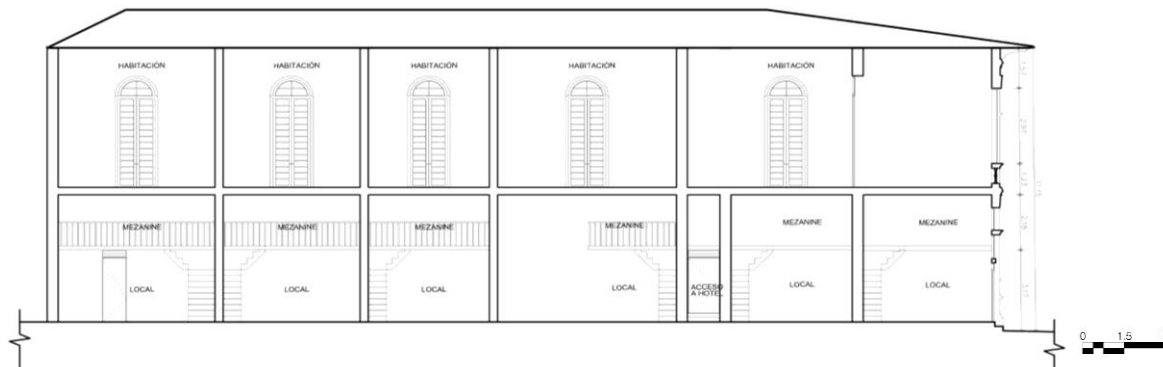 HABITACIÓN
HABITACIÓN
HABITACIÓN
HABITACIÓN
HABITACIÓN
MEZANINE
MEZANINE
MEZANINE
MEZANINE
MEZANINE
MEZANINE
LOCAL
LOCAL
LOCAL
LOCAL
ACCESO
A HOTEL
LOCAL
LOCAL
0 1.5